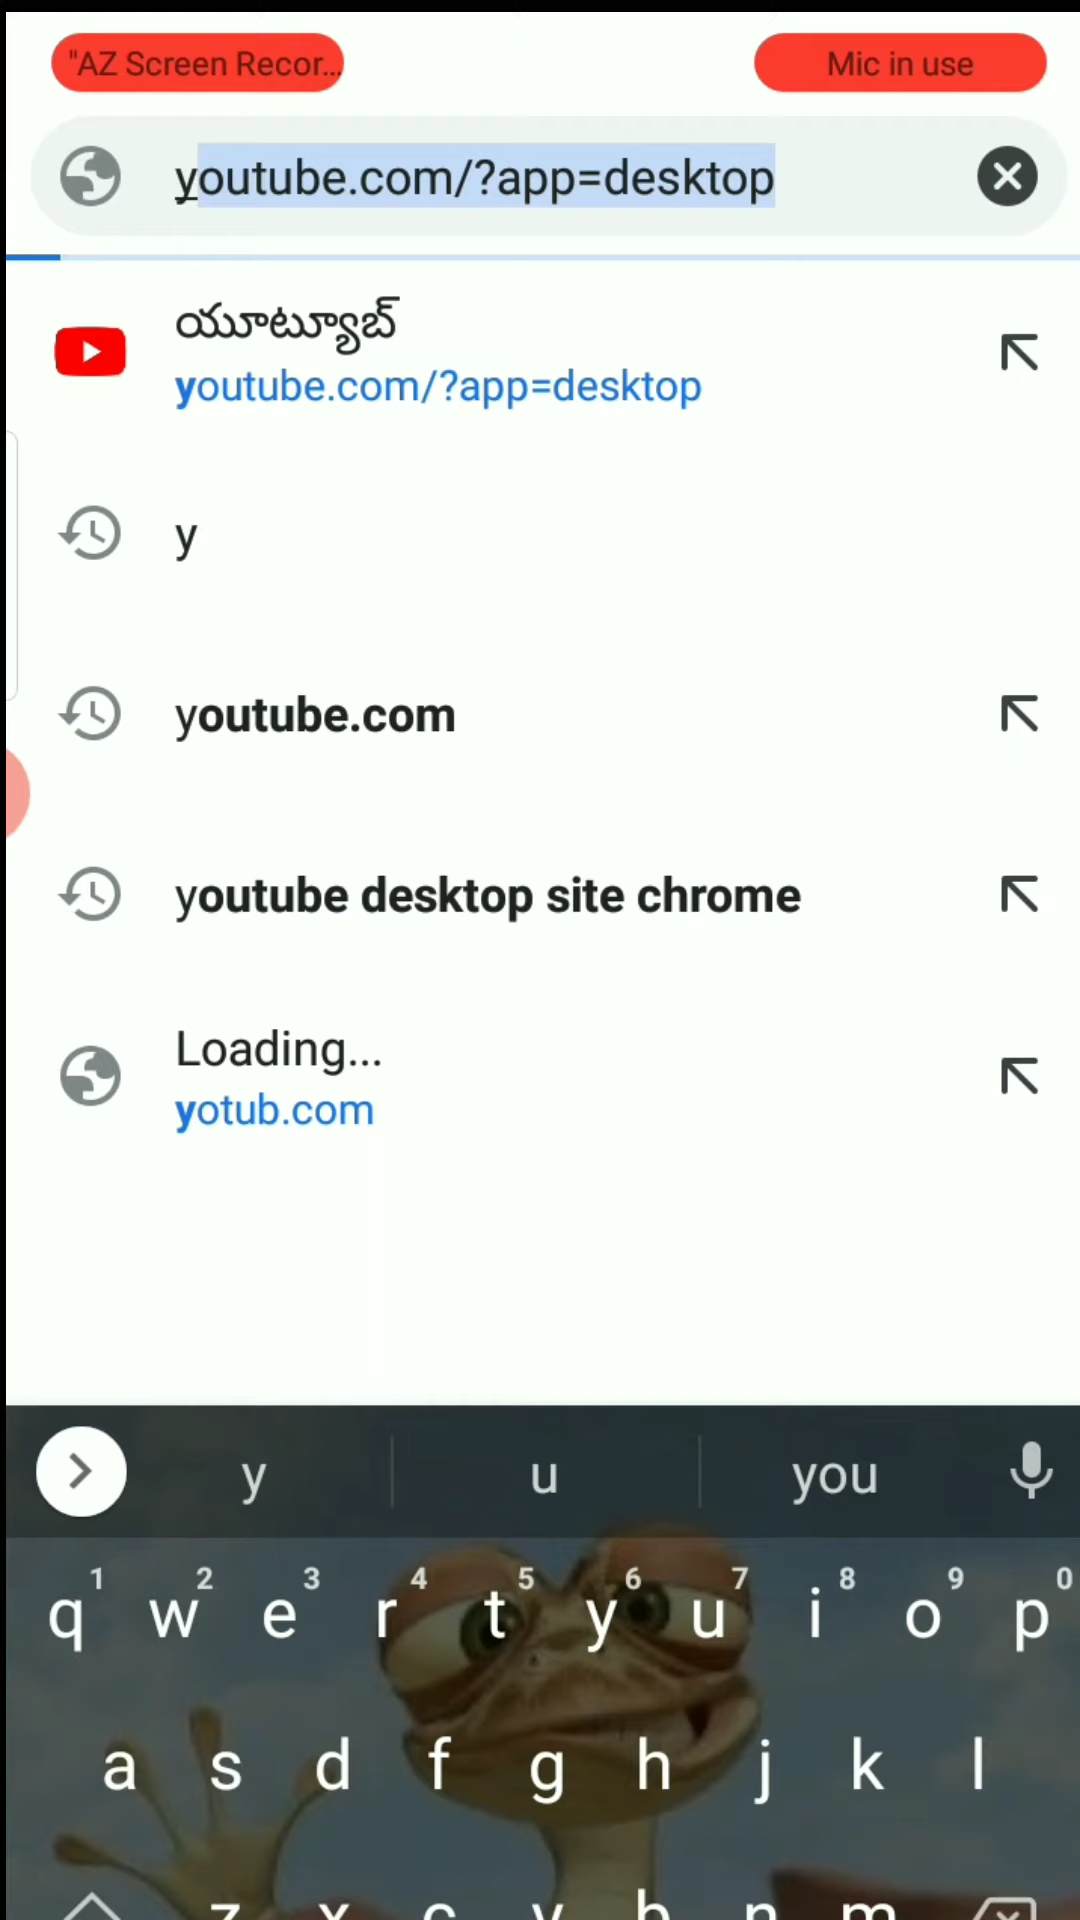 "AZ Screen Recor...
Mic in use
youtube.com/?app=desktop
యూట్యూబ్
youtube.com/?app=desktop
y
youtube.com
youtube desktop site chrome
Loading...
yotub.com
y u you
1 2 3 4 5 6 7 8 9 0
q w e r t y u i o p
a s d f g h j k l
z x c v b n m